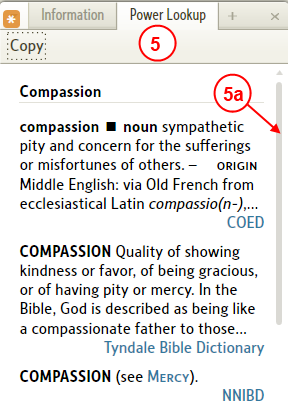 Information Power Lookup + ×
Copy
5
5a
Compassion
compassion ■ noun sympathetic
pity and concern for the sufferings
or misfortunes of others. – ORIGIN
Middle English: via Old French from
ecclesiastical Latin compassio(n-),...
COED
COMPASSION Quality of showing
kindness or favor, of being gracious,
or of having pity or mercy. In the
Bible, God is described as being like
a compassionate father to those...
Tyndale Bible Dictionary
COMPASSION (see MERCY).
NNIBD